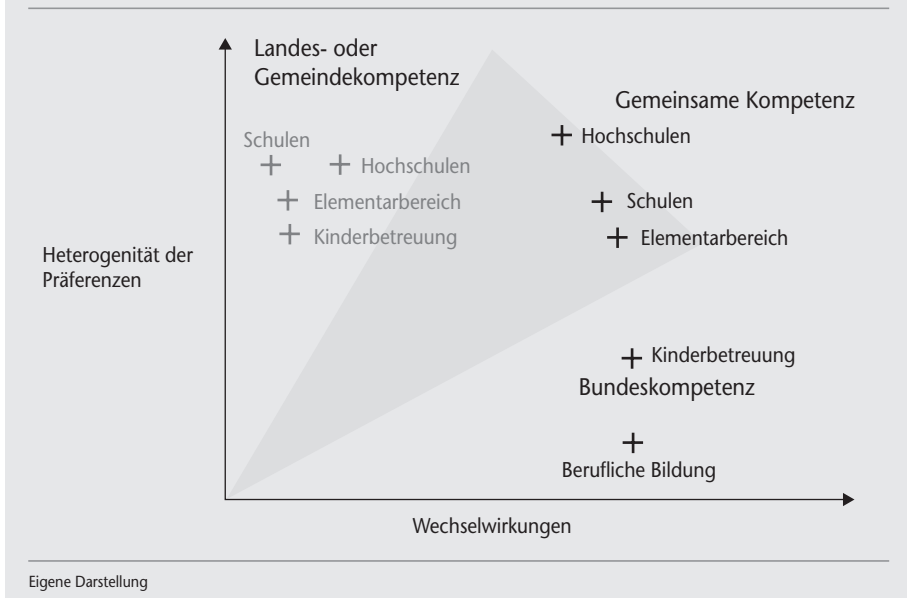 Landes- oder
Gemeindekompetenz
Gemeinsame Kompetenz
Hochschulen
Schulen
Hochschulen
Elementarbereich
Schulen
Kinderbetreuung
Elementarbereich
Heterogenität der
Präferenzen
Kinderbetreuung
Bundeskompetenz
Berufliche Bildung
Wechselwirkungen
Eigene Darstellung